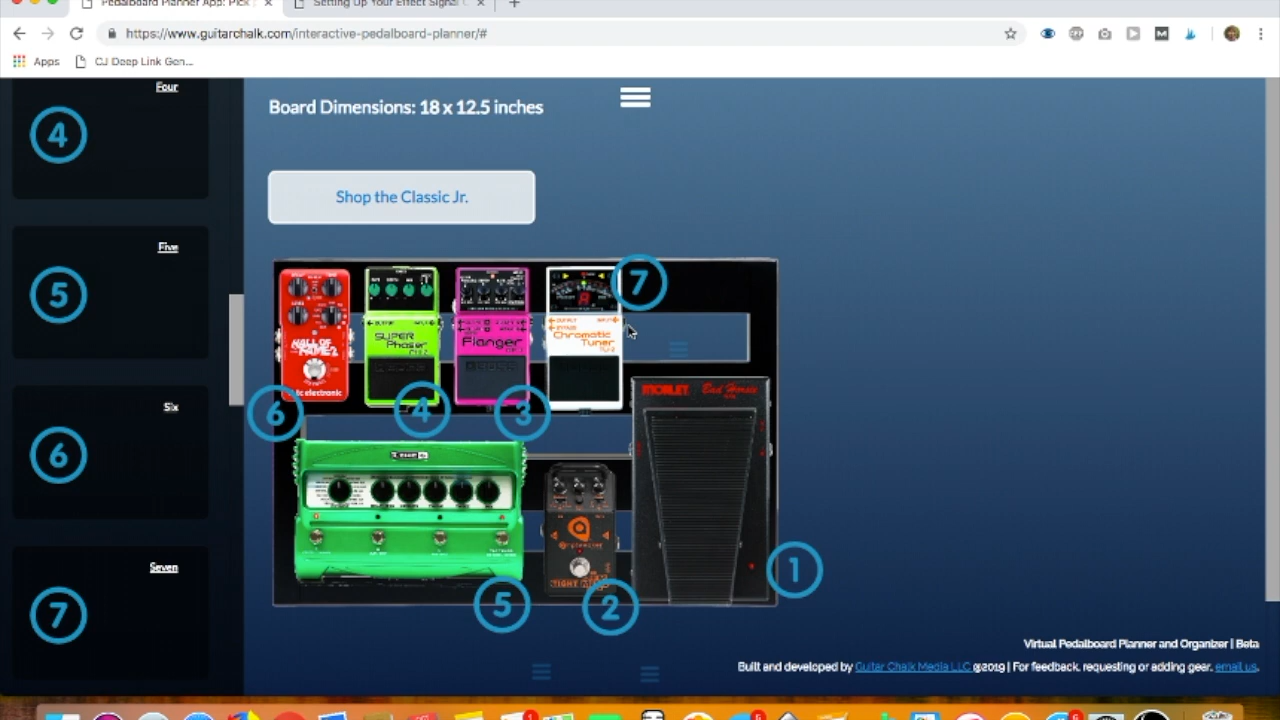 Pedalboard Planner App: Pick
Setting Up Your Effect Signal
https://www.guitarchalk.com/interactive-pedalboard-planner/#
Apps
CJ Deep Link Gen...
Four
4
Five
5
Six
6
Seven
7
Board Dimensions: 18 x 12.5 inches
Shop the Classic Jr.
7
HALL OF FAME 2
tc electronic
OUTPUT
SUPER
Phaser
Flanger
OUTPUT
BYPASS
Chromatic
Tuner
MORLEY
Bad Horsie
6
4
3
5
2
1
Virtual Pedalboard Planner and Organizer | Beta
Built and developed by Guitar Chalk Media LLC @2019 | For feedback, requesting or adding gear, email us.